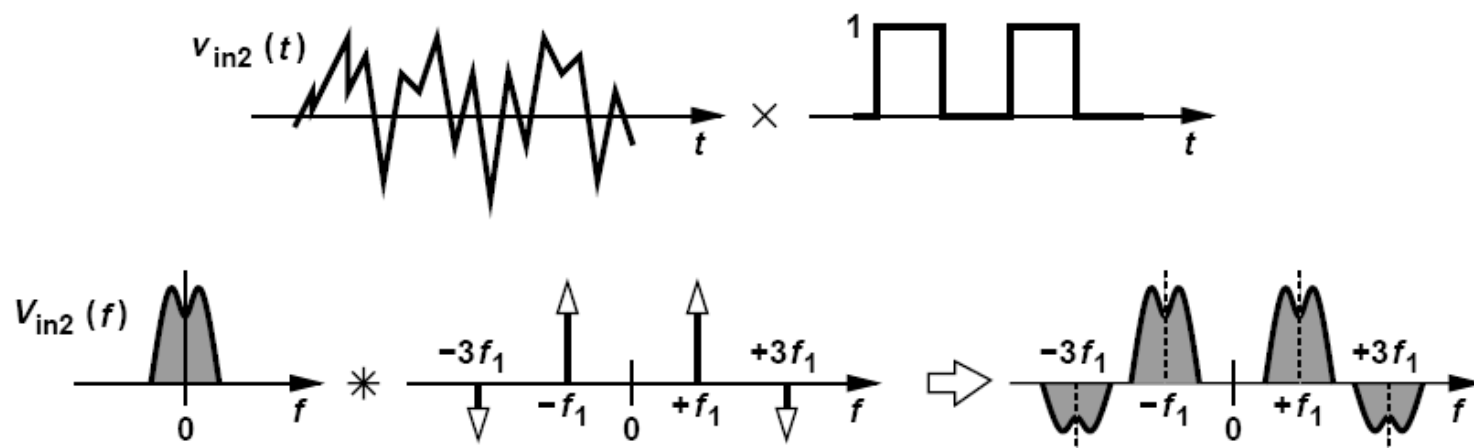 v_in2 (t)
t
×
1
t
V_in2 (f)
0
f
*
−3f_1
−f_1
0
+f_1
+3f_1
f
−3f_1
−f_1
0
+f_1
+3f_1
f